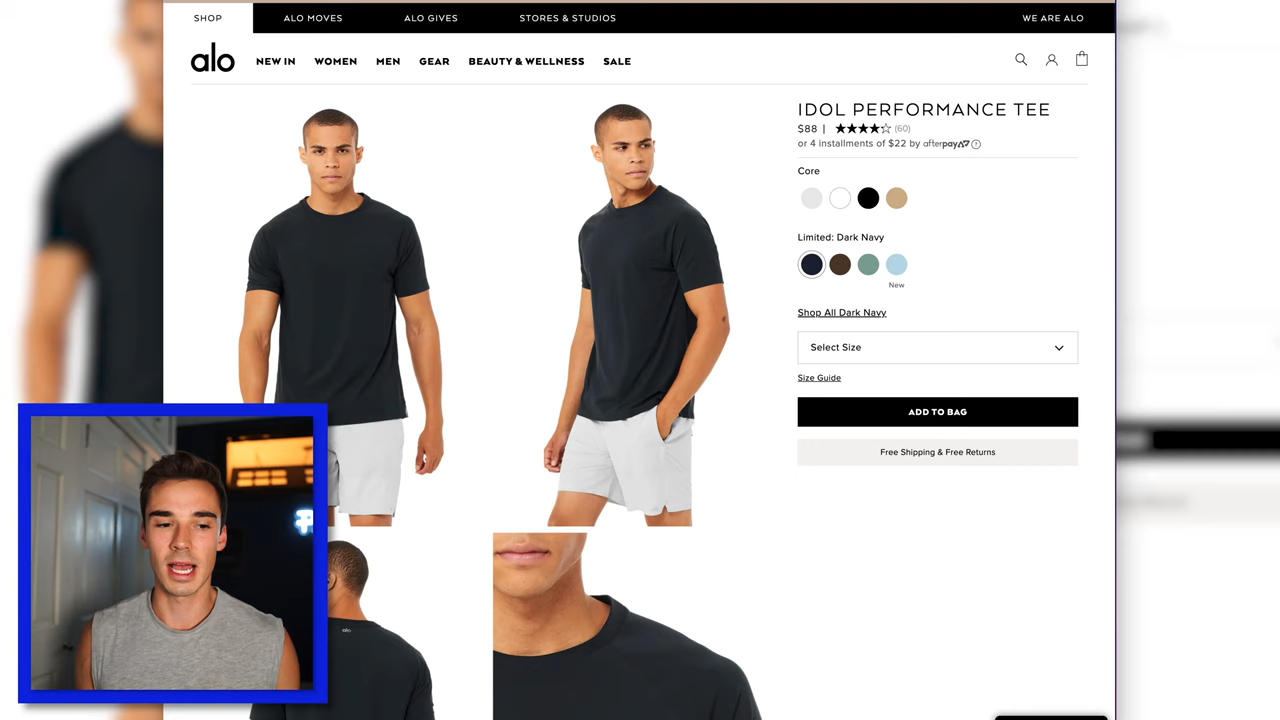 SHOP
ALO MOVES
ALO GIVES
STORES & STUDIOS
WE ARE ALO
alo
NEW IN
WOMEN
MEN
GEAR
BEAUTY & WELLNESS
SALE
IDOL PERFORMANCE TEE
$88 | (60)
or 4 installments of $22 by afterpay
Core
Limited: Dark Navy
New
Shop All Dark Navy
Select Size
Size Guide
ADD TO BAG
Free Shipping & Free Returns
alo